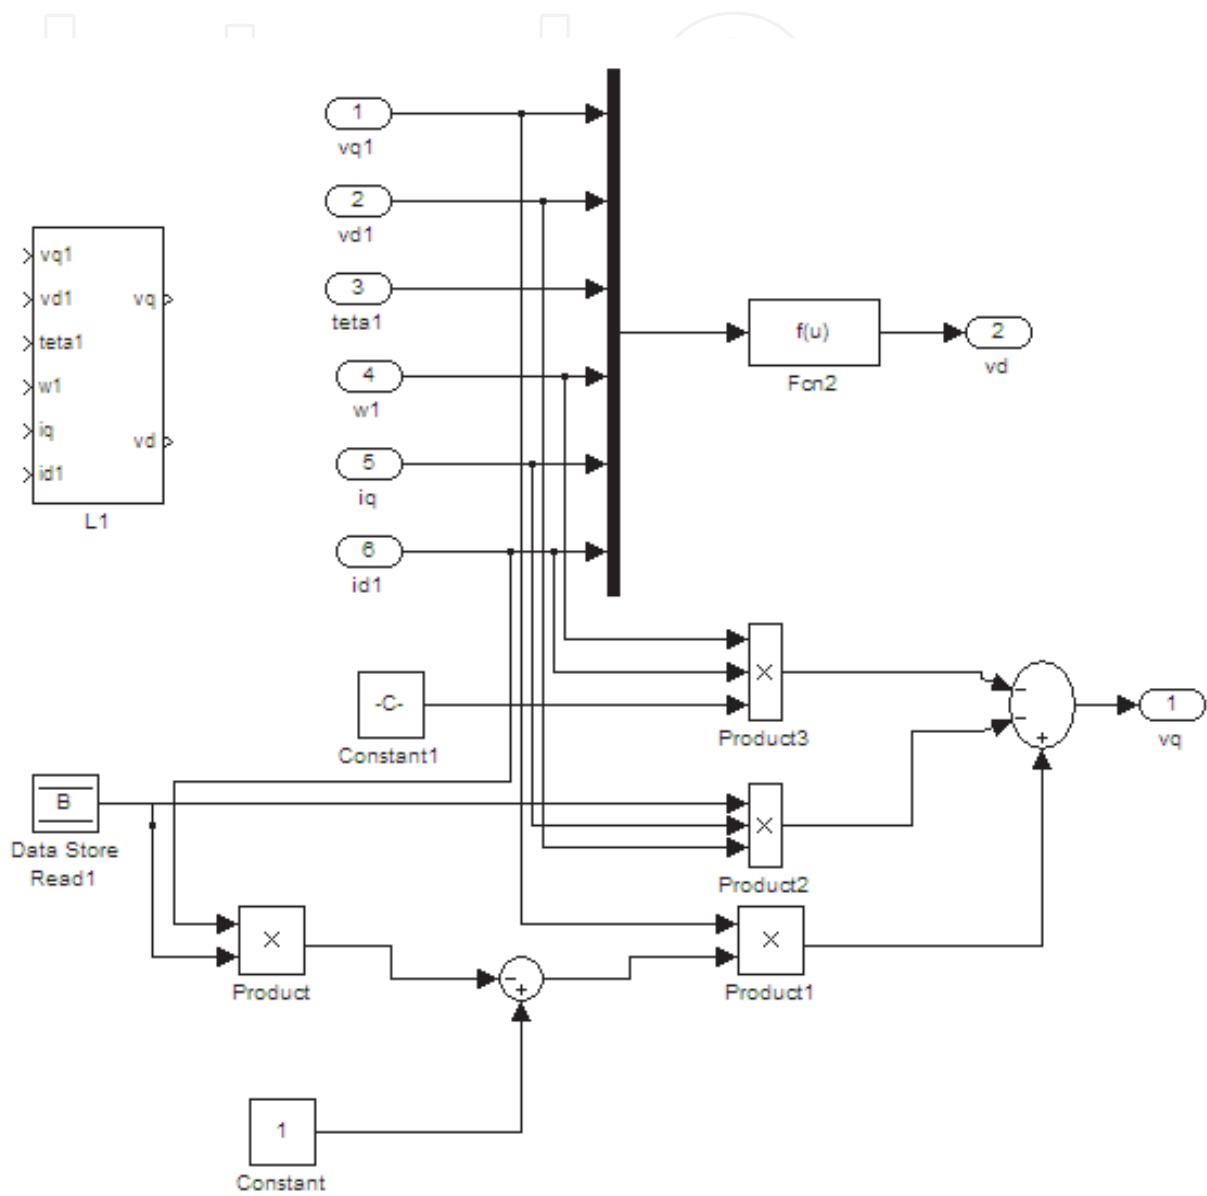 1
vq1
2
vd1
3
teta1
4
w1
5
iq
6
id1
vq1
vd1
teta1
w1
iq
id1
vq
vd
L1
f(u)
Fcn2
2
vd
-C-
Constant1
×
Product3
−
−
+
1
vq
B
Data Store
Read1
×
Product2
×
Product
−
+
×
Product1
1
Constant